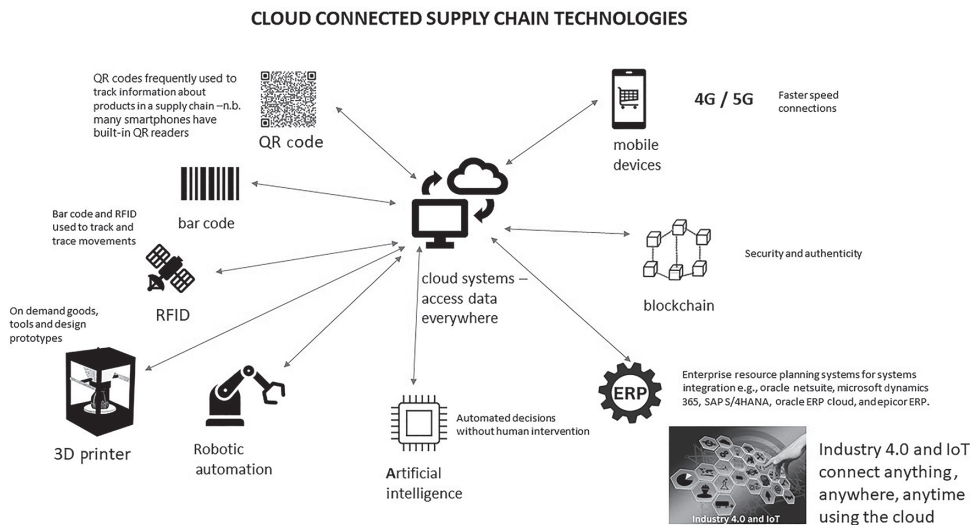 CLOUD CONNECTED SUPPLY CHAIN TECHNOLOGIES
QR codes frequently used to
track information about
products in a supply chain –n.b.
many smartphones have
built-in QR readers
QR code
mobile
devices
4G / 5G
Faster speed
connections
bar code
Bar code and RFID
used to track and
trace movements
RFID
cloud systems –
access data
everywhere
blockchain
Security and authenticity
On demand goods,
tools and design
prototypes
3D printer
Robotic
automation
Artificial
intelligence
Automated decisions
without human intervention
ERP
Enterprise resource planning systems for systems
integration e.g., oracle netsuite, microsoft dynamics
365, SAP S/4HANA, oracle ERP cloud, and epicor ERP.
Industry 4.0 and IoT
Industry 4.0 and IoT
connect anything,
anywhere, anytime
using the cloud